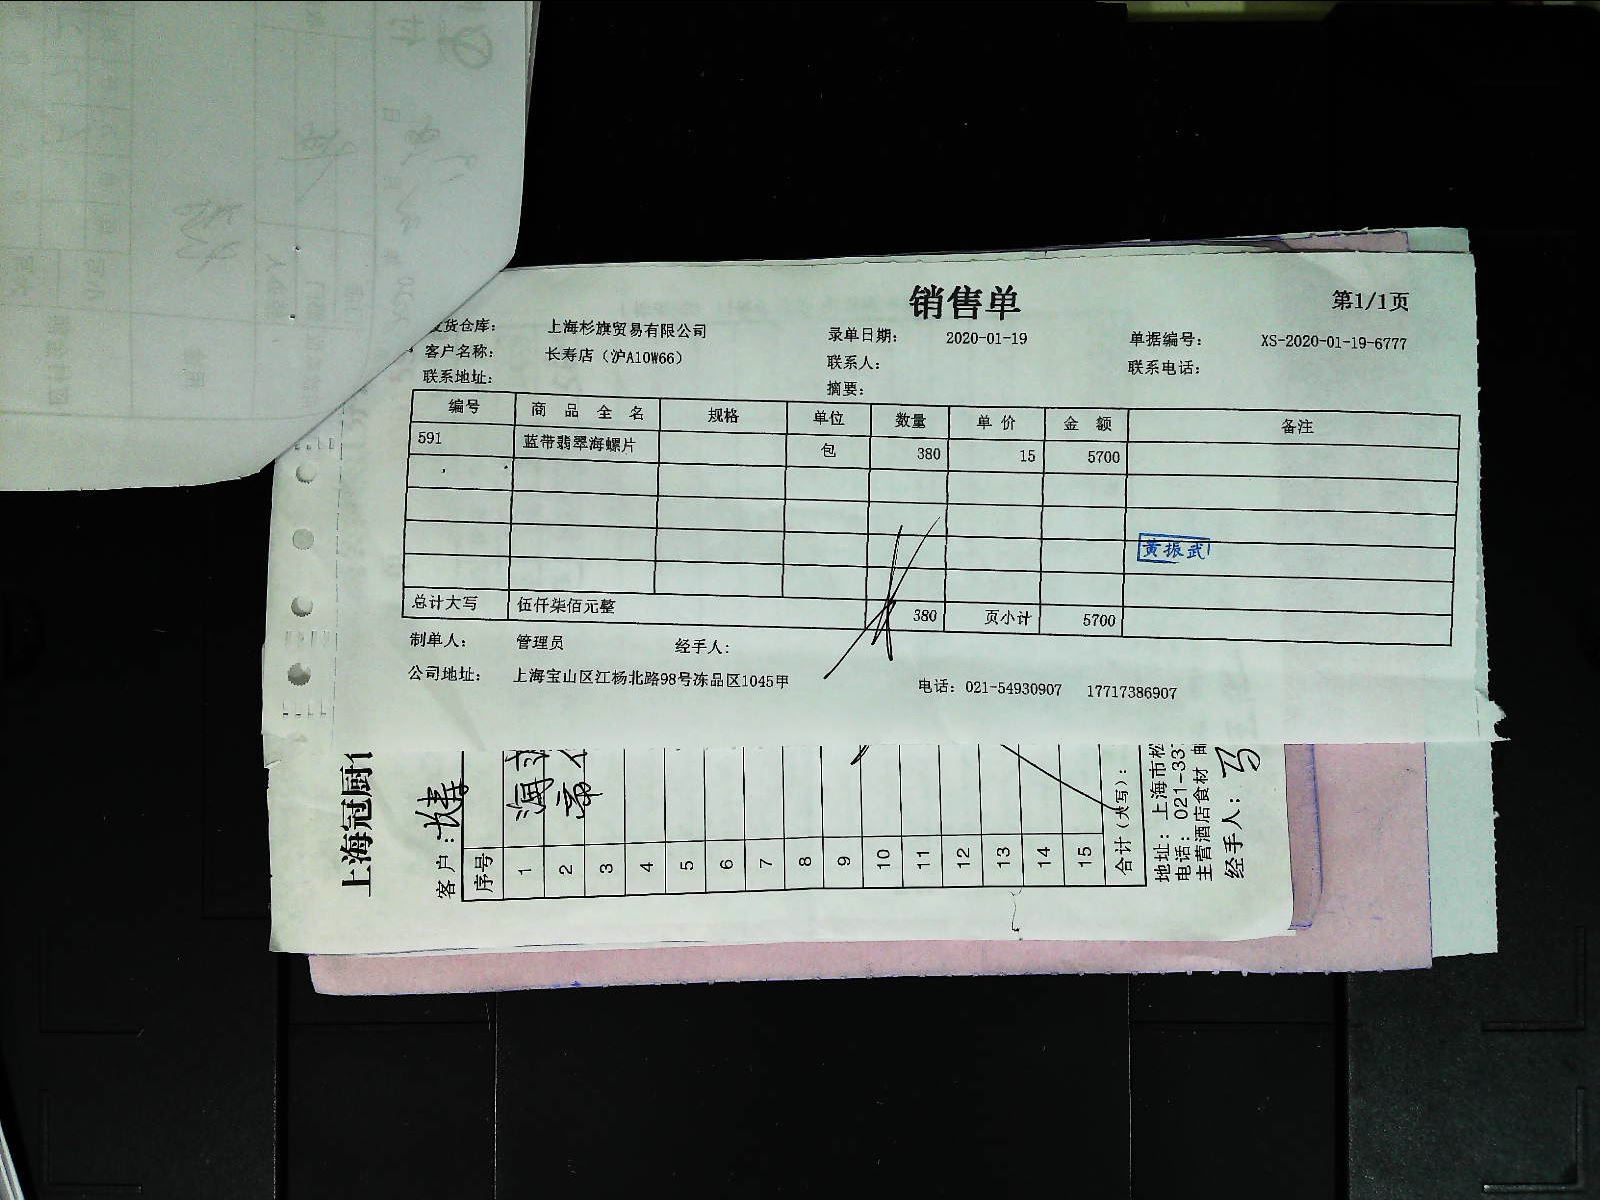 销售单
第1/1页
货仓库： 上海杉旗贸易有限公司 录单日期： 2020-01-19 单据编号： XS-2020-01-19-6777
客户名称： 长寿店（沪A10W66） 联系人： 联系电话：
联系地址： 摘要：
编号 商品全名 规格 单位 数量 单价 金额 备注
591 蓝带翡翠海螺片 包 380 15 5700
黄振武
总计大写 伍仟柒佰元整 380 页小计 5700
制单人： 管理员 经手人：
公司地址： 上海宝山区江杨北路98号冻品区1045甲 电话：021-54930907 17717386907
上海冠厨
客户：长寿
序号
1
2
3
4
5
6
7
8
9
10
11
12
13
14
15
合计（大写）：
地址：上海市松
电话：021-33
主营酒店食材 邮
经手人：